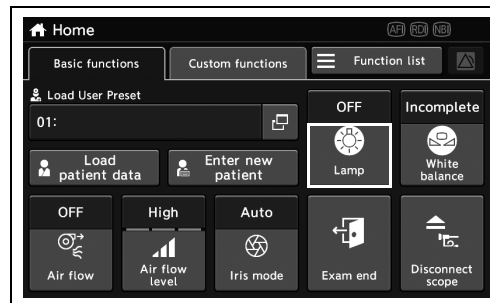 Home
AFI RDI NBI
Basic functions
Custom functions
Function list
Load User Preset
01:
OFF
Lamp
Incomplete
White
balance
Load
patient data
Enter new
patient
OFF
Air flow
High
Air flow
level
Auto
Iris mode
Exam end
Disconnect
scope